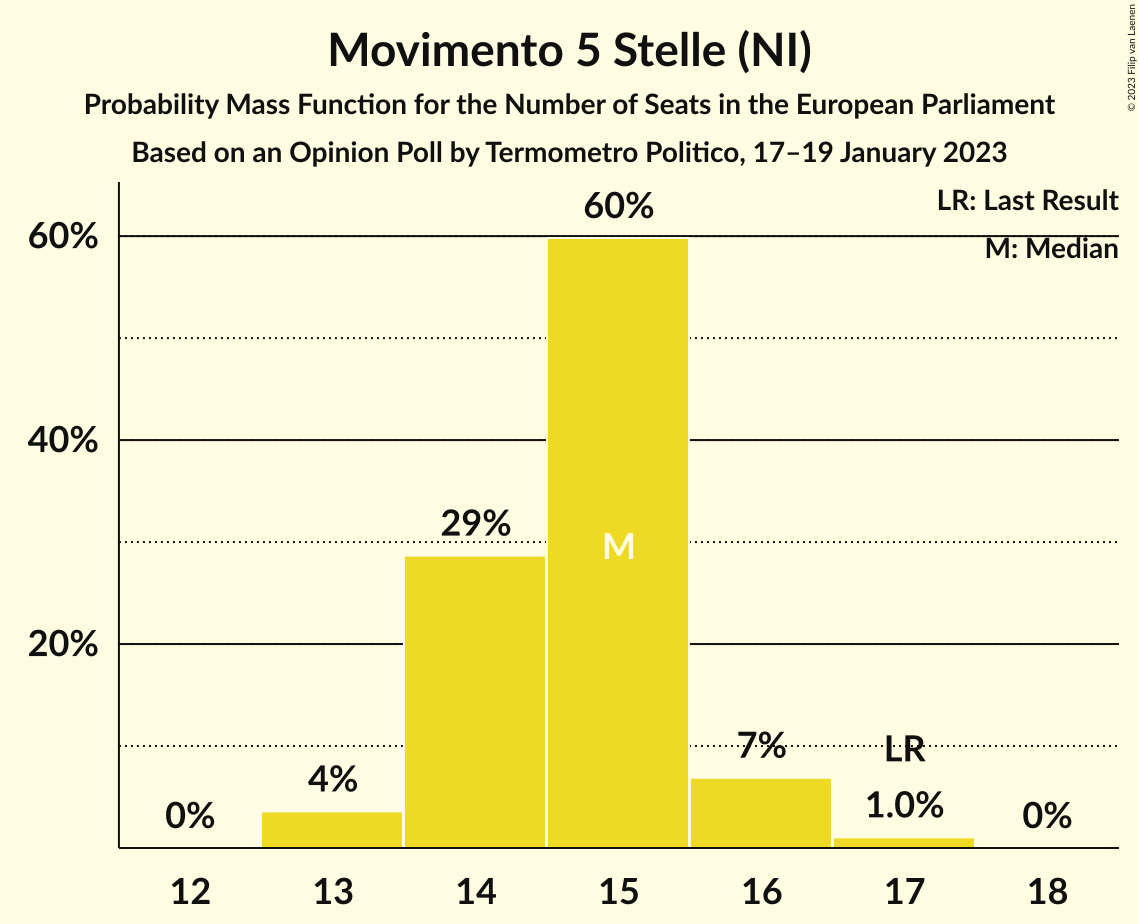 Movimento 5 Stelle (NI)
Probability Mass Function for the Number of Seats in the European Parliament
Based on an Opinion Poll by Termometro Politico, 17–19 January 2023
© 2023 Filip van Laenen
LR: Last Result
M: Median
60%
40%
20%
0%
4%
29%
60%
M
7%
LR
1.0%
0%
12 13 14 15 16 17 18